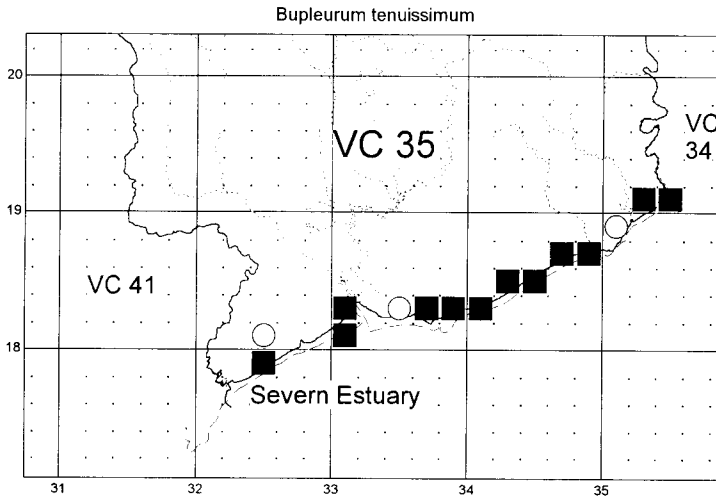 Bupleurum tenuissimum
20
VC 35
VC
34
19
VC 41
18
Severn Estuary
31 32 33 34 35